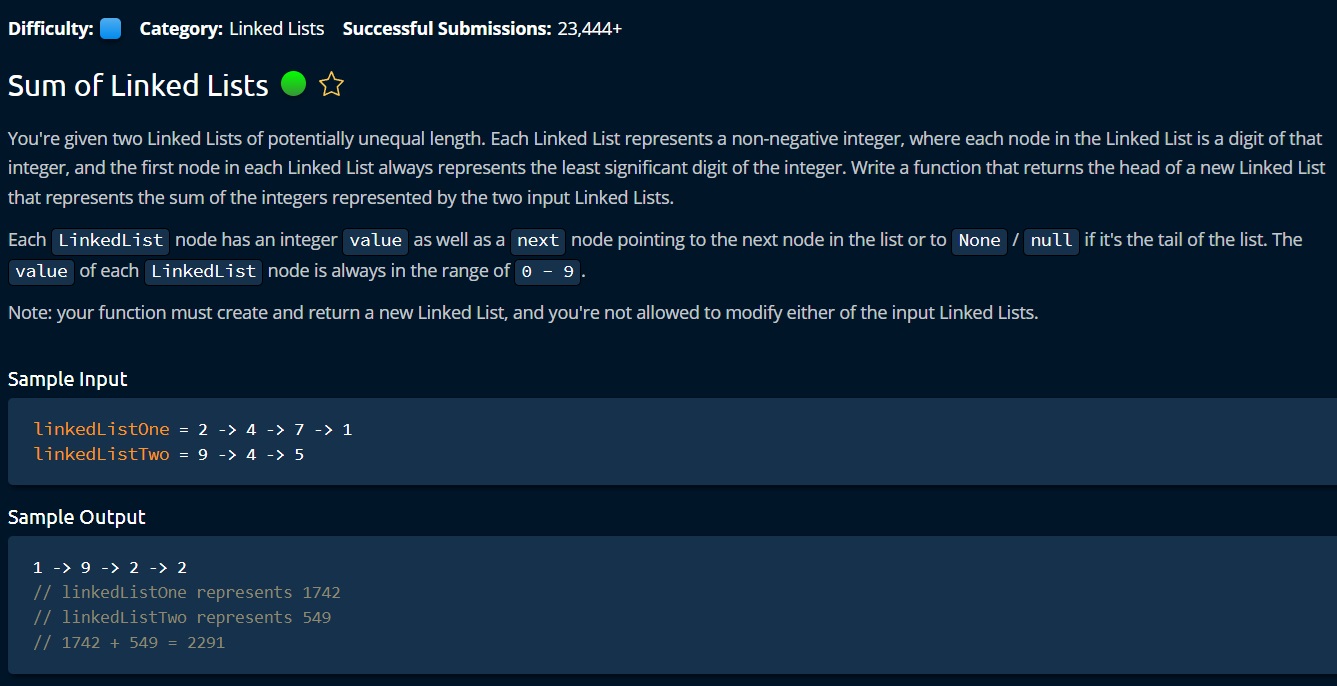 Difficulty: Category: Linked Lists Successful Submissions: 23,444+
Sum of Linked Lists
You're given two Linked Lists of potentially unequal length. Each Linked List represents a non-negative integer, where each node in the Linked List is a digit of that
integer, and the first node in each Linked List always represents the least significant digit of the integer. Write a function that returns the head of a new Linked List
that represents the sum of the integers represented by the two input Linked Lists.
Each LinkedList node has an integer value as well as a next node pointing to the next node in the list or to None / null if it's the tail of the list. The
value of each LinkedList node is always in the range of 0 - 9.
Note: your function must create and return a new Linked List, and you're not allowed to modify either of the input Linked Lists.
Sample Input
linkedListOne = 2 -> 4 -> 7 -> 1
linkedListTwo = 9 -> 4 -> 5
Sample Output
1 -> 9 -> 2 -> 2
// linkedListOne represents 1742
// linkedListTwo represents 549
// 1742 + 549 = 2291